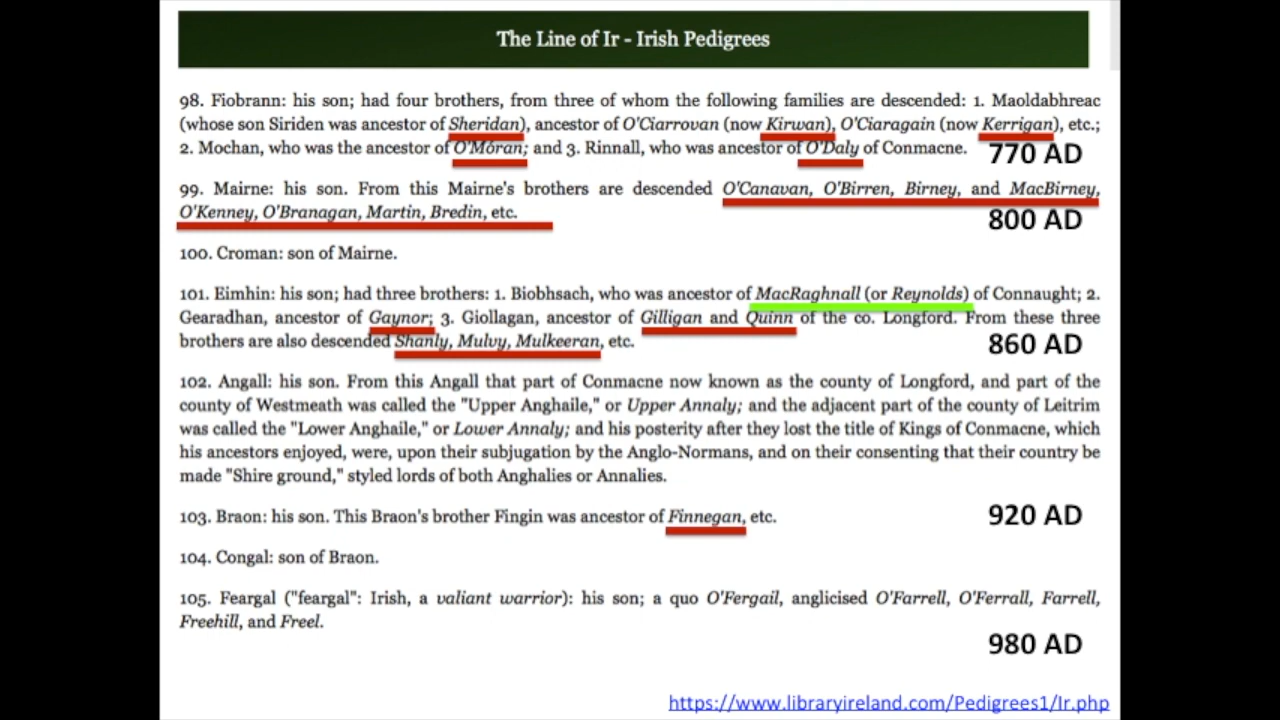 The Line of Ir - Irish Pedigrees
98. Fiobrann: his son; had four brothers, from three of whom the following families are descended: 1. Maoldabhreac
(whose son Siriden was ancestor of Sheridan), ancestor of O'Ciarrovan (now Kirwan), O'Ciaragain (now Kerrigan), etc.;
2. Mochan, who was the ancestor of O'Móran; and 3. Rinnall, who was ancestor of O'Daly of Conmacne.
770 AD
99. Mairne: his son. From this Mairne's brothers are descended O'Canavan, O'Birren, Birney, and MacBirney,
O'Kenney, O'Branagan, Martin, Bredin, etc.
800 AD
100. Croman: son of Mairne.
101. Eimhin: his son; had three brothers: 1. Biobhsach, who was ancestor of MacRaghnall (or Reynolds) of Connaught; 2.
Gearadhan, ancestor of Gaynor; 3. Giollagan, ancestor of Gilligan and Quinn of the co. Longford. From these three
brothers are also descended Shanly, Mulvy, Mulkeeran, etc.
860 AD
102. Angall: his son. From this Angall that part of Conmacne now known as the county of Longford, and part of the
county of Westmeath was called the "Upper Anghaile," or Upper Annaly; and the adjacent part of the county of Leitrim
was called the "Lower Anghaile," or Lower Annaly; and his posterity after they lost the title of Kings of Conmacne, which
his ancestors enjoyed, were, upon their subjugation by the Anglo-Normans, and on their consenting that their country be
made "Shire ground," styled lords of both Anghalies or Annalies.
103. Braon: his son. This Braon's brother Fingin was ancestor of Finnegan, etc.
920 AD
104. Congal: son of Braon.
105. Feargal ("feargal": Irish, a valiant warrior): his son; a quo O'Fergail, anglicised O'Farrell, O'Ferrall, Farrell,
Freehill, and Freel.
980 AD
https://www.libraryireland.com/Pedigrees1/Ir.php